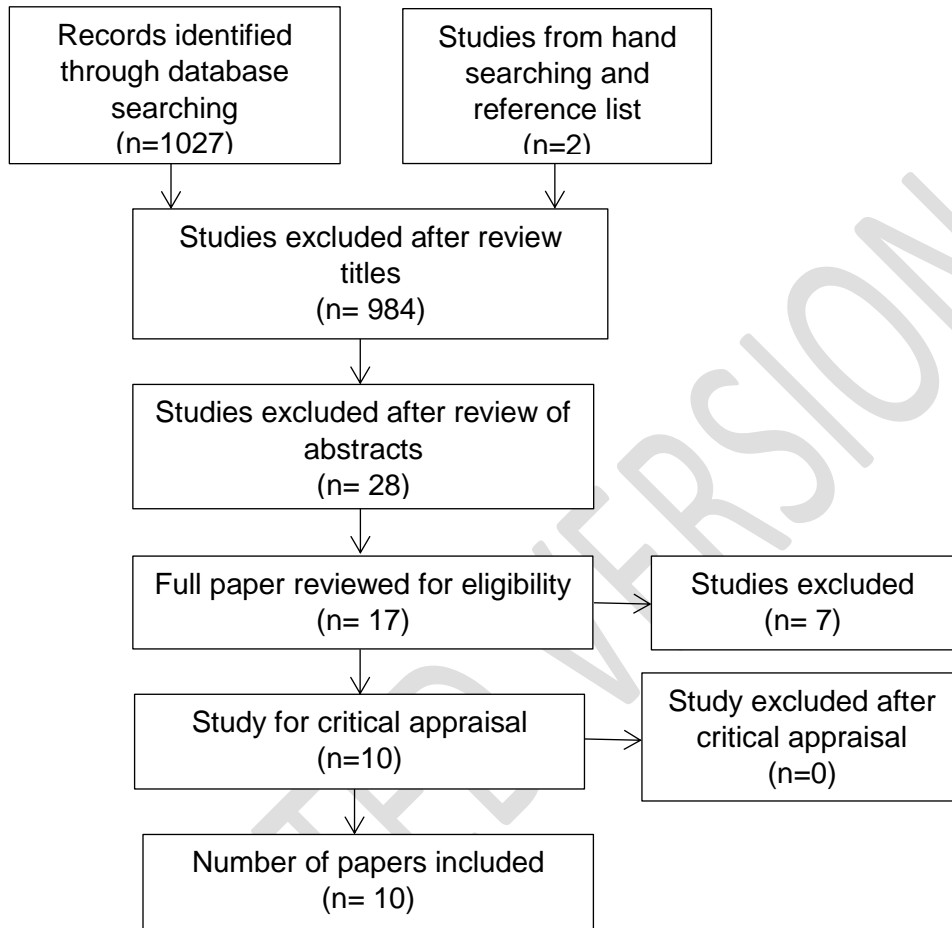 Records identified
through database
searching
(n=1027)
Studies from hand
searching and
reference list
(n=2)
Studies excluded after review
titles
(n= 984)
Studies excluded after review of
abstracts
(n= 28)
Full paper reviewed for eligibility
(n= 17)
Studies excluded
(n= 7)
Study for critical appraisal
(n=10)
Study excluded after
critical appraisal
(n=0)
Number of papers included
(n= 10)
TED VERSION